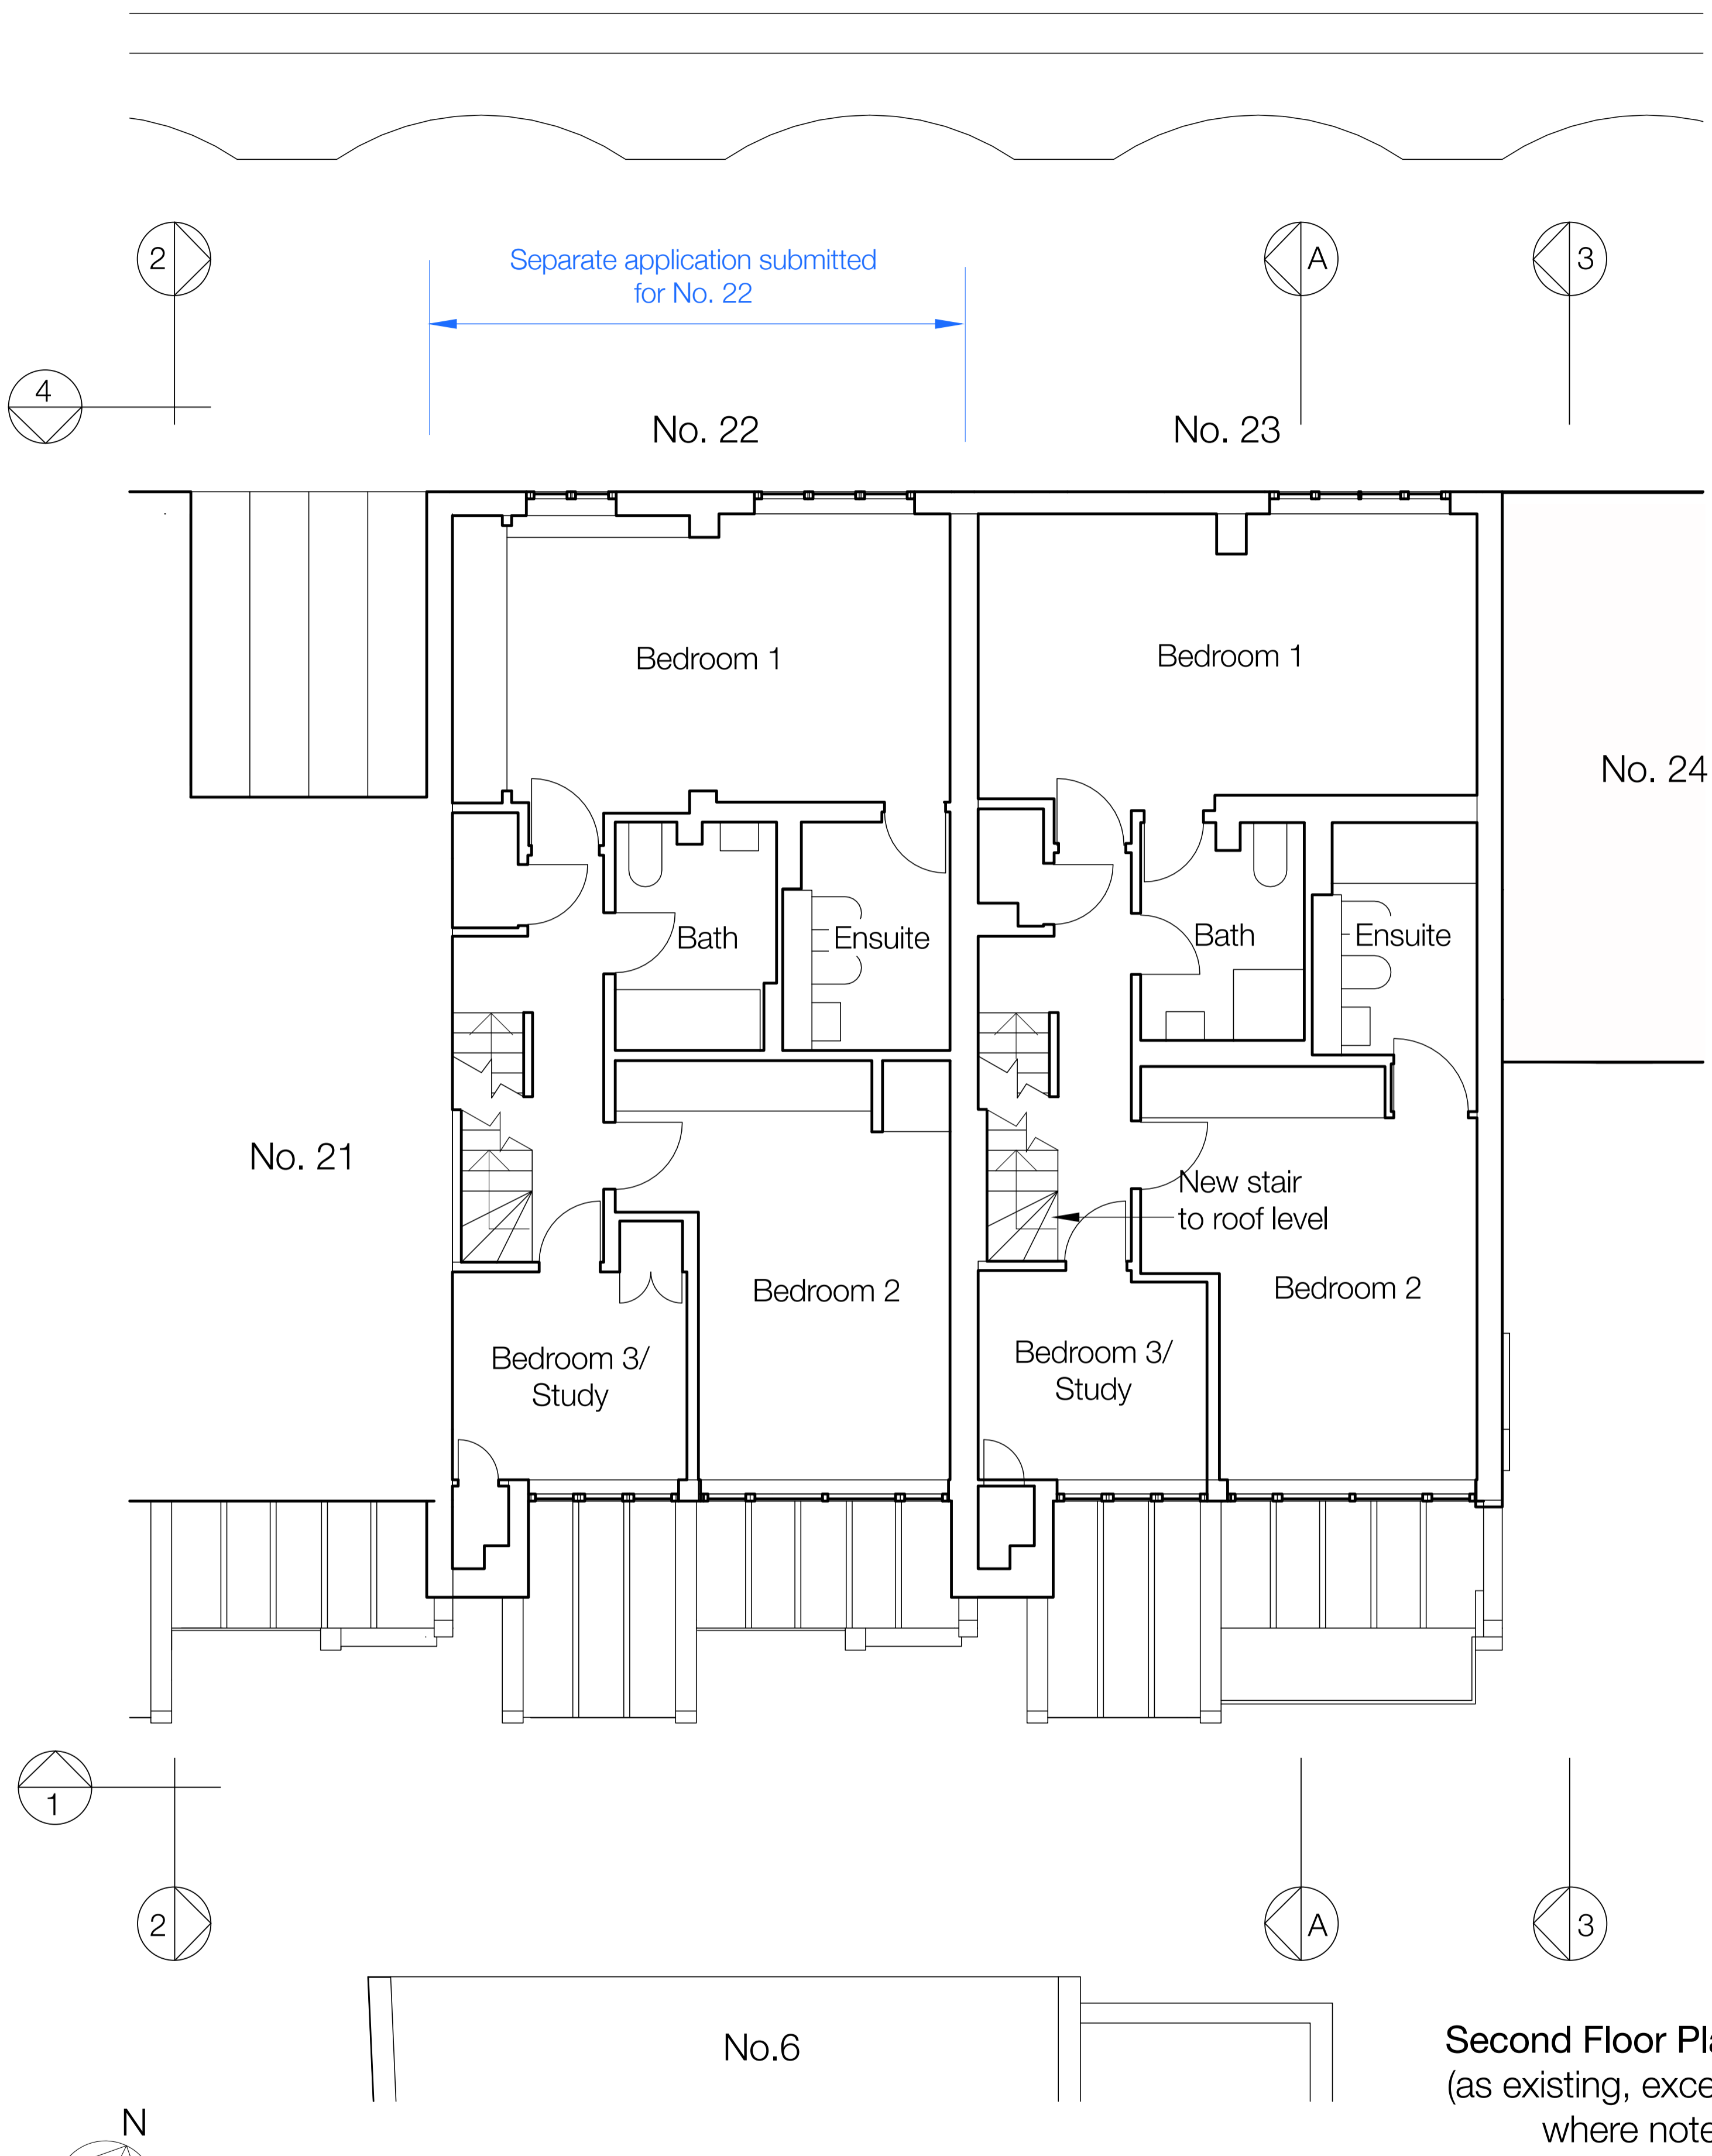 2
Separate application submitted
for No. 22
A
3
4
No. 22
No. 23
Bedroom 1
Bedroom 1
No. 24
Bath
Ensuite
Bath
Ensuite
No. 21
New stair
to roof level
Bedroom 2
Bedroom 2
Bedroom 3/
Study
Bedroom 3/
Study
1
2
A
3
No.6
Second Floor Pla
(as existing, exce
where note
N